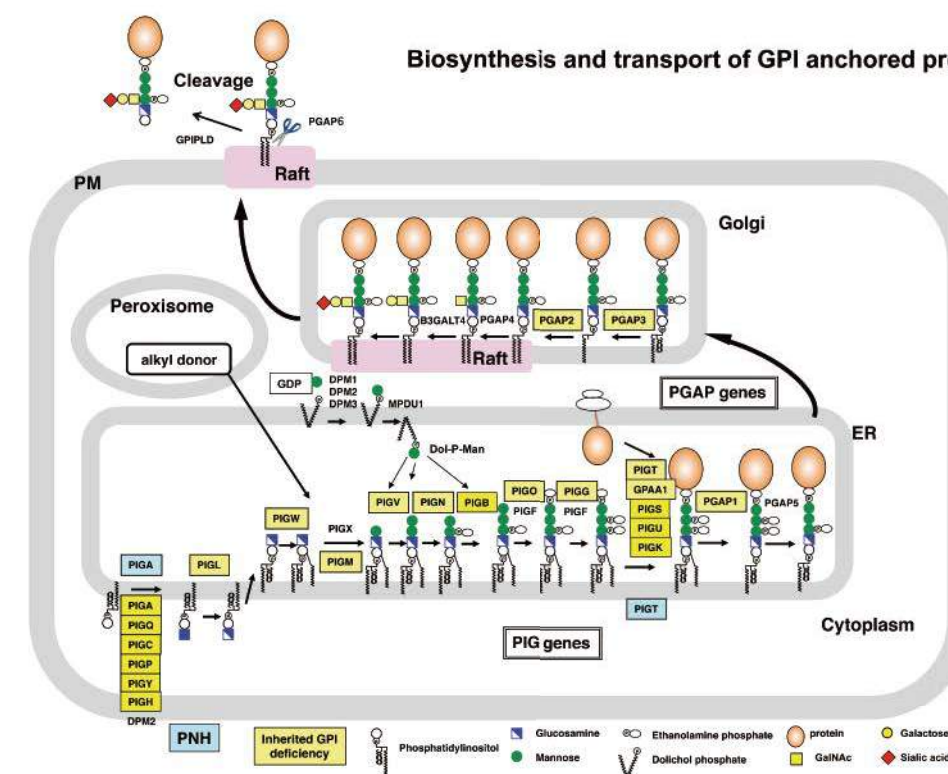 Biosynthesis and transport of GPI anchored pr
Cleavage
PGAP6
GPIPLD
Raft
PM
Golgi
Peroxisome
B3GALT4
PGAP4
PGAP2
PGAP3
alkyl donor
Raft
GDP
DPM1
DPM2
DPM3
MPDU1
PGAP genes
ER
Dol-P-Man
PIGV
PIGN
PIGB
PIGO
PIGF
PIGG
PIGF
PIGT
GPAA1
PIGS
PIGU
PIGK
PGAP1
PGAP5
PIGW
PIGX
PIGM
PIGA
PIGL
PIGA
PIGQ
PIGC
PIGP
PIGY
PIGH
DPM2
PIGT
PIG genes
Cytoplasm
PNH
Inherited GPI
deficiency
Phosphatidylinositol
Glucosamine
Mannose
Ethanolamine phosphate
Dolichol phosphate
protein
GalNAc
Galactose
Sialic acid